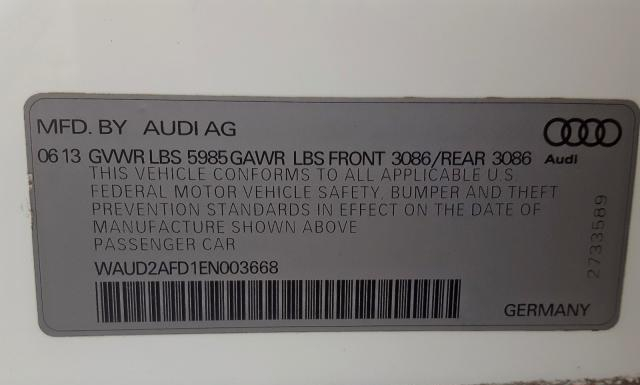 MFD. BY AUDI AG
06 13 GVWR LBS 5985 GAWR LBS FRONT 3086/REAR 3086
Audi
THIS VEHICLE CONFORMS TO ALL APPLICABLE U.S
FEDERAL MOTOR VEHICLE SAFETY, BUMPER AND THEFT
PREVENTION STANDARDS IN EFFECT ON THE DATE OF
MANUFACTURE SHOWN ABOVE
PASSENGER CAR
WAUD2AFD1EN003668
GERMANY
2733589